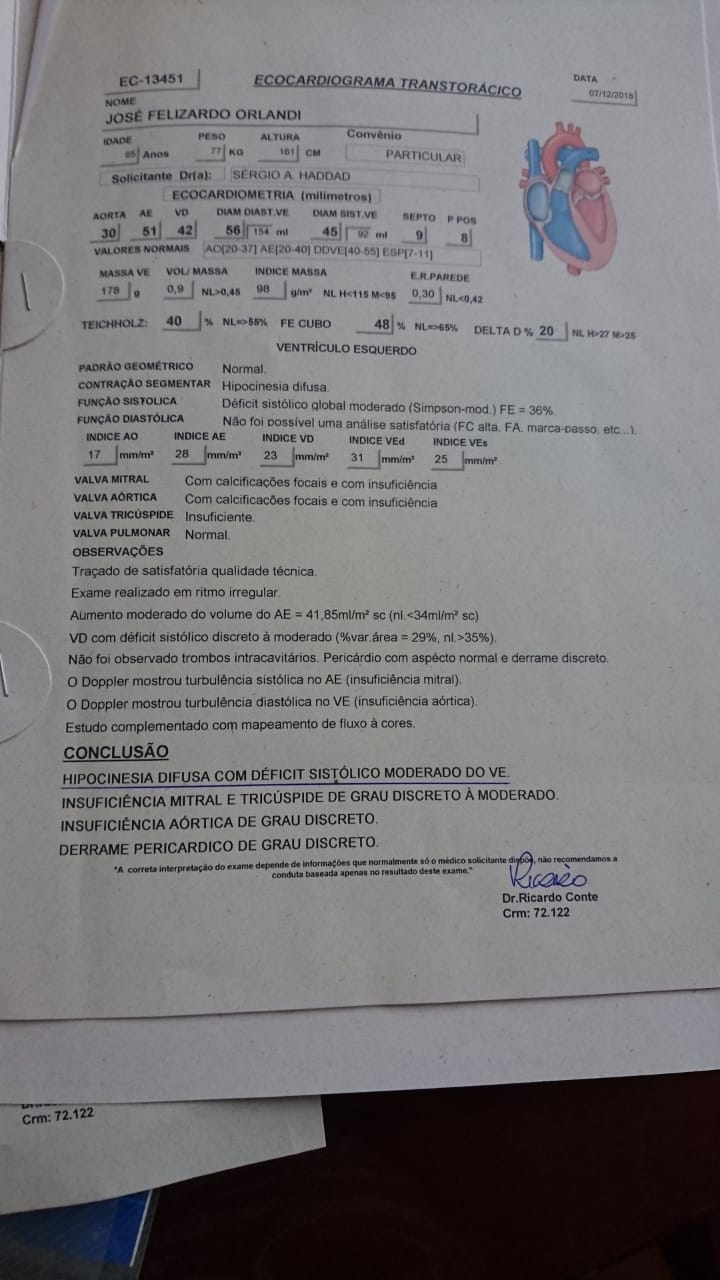 EC-13451 ECOCARDIOGRAMA TRANSTORÁCICO DATA
07/12/2018
NOME
JOSÉ FELIZARDO ORLANDI
IDADE PESO ALTURA Convênio
65 Anos 77 KG 161 CM PARTICULAR
Solicitante Dr(a): SÉRGIO A. HADDAD
ECOCARDIOMETRIA (milímetros)
AORTA AE VD DIAM DIAST.VE DIAM SIST.VE SEPTO P POS
30 51 42 56 154 ml 45 92 ml 9 8
VALORES NORMAIS AO[20-37] AE[20-40] DDVE[40-55] ESP[7-11]
MASSA VE VOL/ MASSA INDICE MASSA E.R.PAREDE
178 g 0,9 NL>0,45 98 g/m² NL H<115 M<95 0,30 NL<0,42
TEICHHOLZ: 40 % NL=>55% FE CUBO 48 % NL=>65% DELTA D % 20 NL H>27 M>25
VENTRÍCULO ESQUERDO
PADRÃO GEOMÉTRICO Normal.
CONTRAÇÃO SEGMENTAR Hipocinesia difusa.
FUNÇÃO SISTOLICA Déficit sistólico global moderado (Simpson-mod.) FE = 36%.
FUNÇÃO DIASTÓLICA Não foi possível uma análise satisfatória (FC alta, FA, marca-passo, etc...).
INDICE AO INDICE AE INDICE VD INDICE VEd INDICE VEs
17 mm/m² 28 mm/m² 23 mm/m² 31 mm/m² 25 mm/m²
VALVA MITRAL Com calcificações focais e com insuficiência
VALVA AÓRTICA Com calcificações focais e com insuficiência
VALVA TRICÚSPIDE Insuficiente.
VALVA PULMONAR Normal.
OBSERVAÇÕES
Traçado de satisfatória qualidade técnica.
Exame realizado em ritmo irregular.
Aumento moderado do volume do AE = 41,85ml/m² sc (nl.<34ml/m² sc)
VD com déficit sistólico discreto à moderado (%var.área = 29%, nl.>35%).
Não foi observado trombos intracavitários. Pericárdio com aspécto normal e derrame discreto.
O Doppler mostrou turbulência sistólica no AE (insuficiência mitral).
O Doppler mostrou turbulência diastólica no VE (insuficiência aórtica).
Estudo complementado com mapeamento de fluxo à cores.
CONCLUSÃO
HIPOCINESIA DIFUSA COM DÉFICIT SISTÓLICO MODERADO DO VE.
INSUFICIÊNCIA MITRAL E TRICÚSPIDE DE GRAU DISCRETO À MODERADO.
INSUFICIÊNCIA AÓRTICA DE GRAU DISCRETO.
DERRAME PERICARDICO DE GRAU DISCRETO.
"A correta interpretação do exame depende de informações que normalmente só o médico solicitante dispõe, não recomendamos a
conduta baseada apenas no resultado deste exame."
Dr.Ricardo Conte
Crm: 72.122
Crm: 72.122